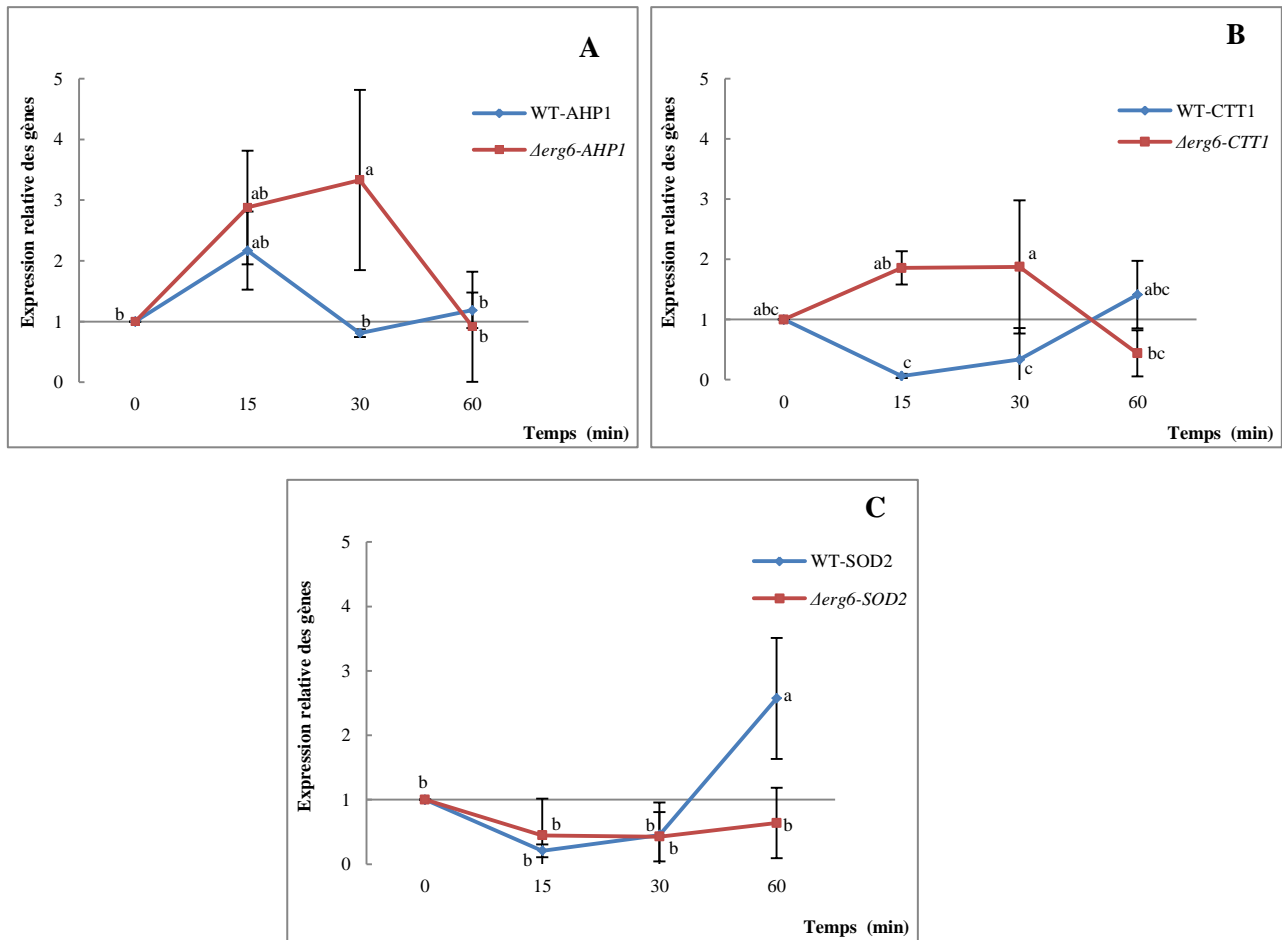 A
Expression relative des gènes
5
4
3
2
1
0
WT-AHP1
Δerg6-AHP1
b
ab
ab
a
b
b
b
0 15 30 60
Temps (min)
B
Expression relative des gènes
5
4
3
2
1
0
WT-CTT1
Δerg6-CTT1
abc
ab
a
c
c
abc
bc
0 15 30 60
Temps (min)
C
Expression relative des gènes
5
4
3
2
1
0
WT-SOD2
Δerg6-SOD2
b
b
b
b
b
a
b
0 15 30 60
Temps (min)